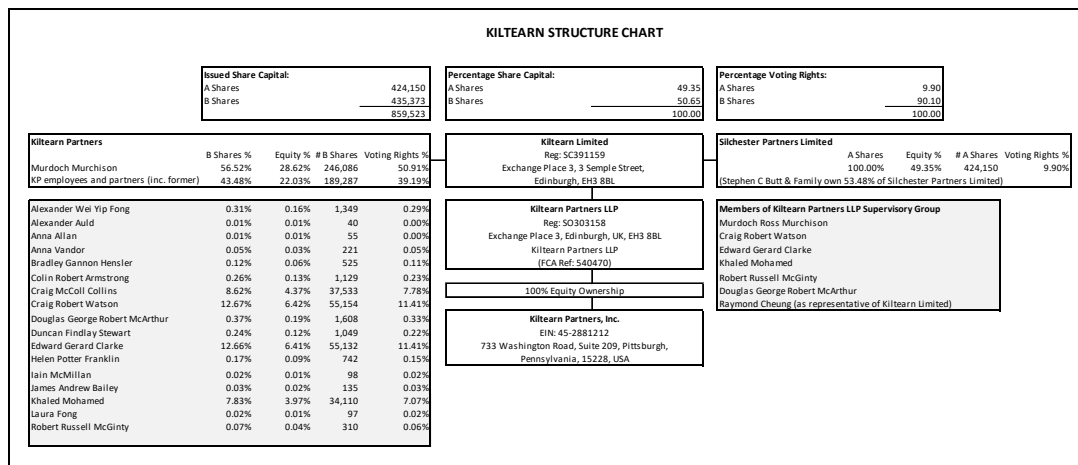 KILTEARN STRUCTURE CHART
Issued Share Capital:
A Shares 424,150
B Shares 435,373
859,523
Percentage Share Capital:
A Shares 49.35
B Shares 50.65
100.00
Percentage Voting Rights:
A Shares 9.90
B Shares 90.10
100.00
Kiltearn Partners
B Shares % Equity % # B Shares Voting Rights %
Murdoch Murchison 56.52% 28.62% 246,086 50.91%
KP employees and partners (inc. former) 43.48% 22.03% 189,287 39.19%
Kiltearn Limited
Reg: SC391159
Exchange Place 3, 3 Semple Street,
Edinburgh, EH3 8BL
Silchester Partners Limited
A Shares Equity % # A Shares Voting Rights %
100.00% 49.35% 424,150 9.90%
(Stephen C Butt & Family own 53.48% of Silchester Partners Limited)
Alexander Wei Yip Fong 0.31% 0.16% 1,349 0.29%
Alexander Auld 0.01% 0.01% 40 0.00%
Anna Allan 0.01% 0.01% 55 0.00%
Anna Vandor 0.05% 0.03% 221 0.05%
Bradley Gannon Hensler 0.12% 0.06% 525 0.11%
Colin Robert Armstrong 0.26% 0.13% 1,129 0.23%
Craig McColl Collins 8.62% 4.37% 37,533 7.78%
Craig Robert Watson 12.67% 6.42% 55,154 11.41%
Douglas George Robert McArthur 0.37% 0.19% 1,608 0.33%
Duncan Findlay Stewart 0.24% 0.12% 1,049 0.22%
Edward Gerard Clarke 12.66% 6.41% 55,132 11.41%
Helen Potter Franklin 0.17% 0.09% 742 0.15%
Iain McMillan 0.02% 0.01% 98 0.02%
James Andrew Bailey 0.03% 0.02% 135 0.03%
Khaled Mohamed 7.83% 3.97% 34,110 7.07%
Laura Fong 0.02% 0.01% 97 0.02%
Robert Russell McGinty 0.07% 0.04% 310 0.06%
Kiltearn Partners LLP
Reg: SO303158
Exchange Place 3, Edinburgh, UK, EH3 8BL
Kiltearn Partners LLP
(FCA Ref: 540470)
100% Equity Ownership
Kiltearn Partners, Inc.
EIN: 45-2881212
733 Washington Road, Suite 209, Pittsburgh,
Pennsylvania, 15228, USA
Members of Kiltearn Partners LLP Supervisory Group
Murdoch Ross Murchison
Craig Robert Watson
Edward Gerard Clarke
Khaled Mohamed
Robert Russell McGinty
Douglas George Robert McArthur
Raymond Cheung (as representative of Kiltearn Limited)